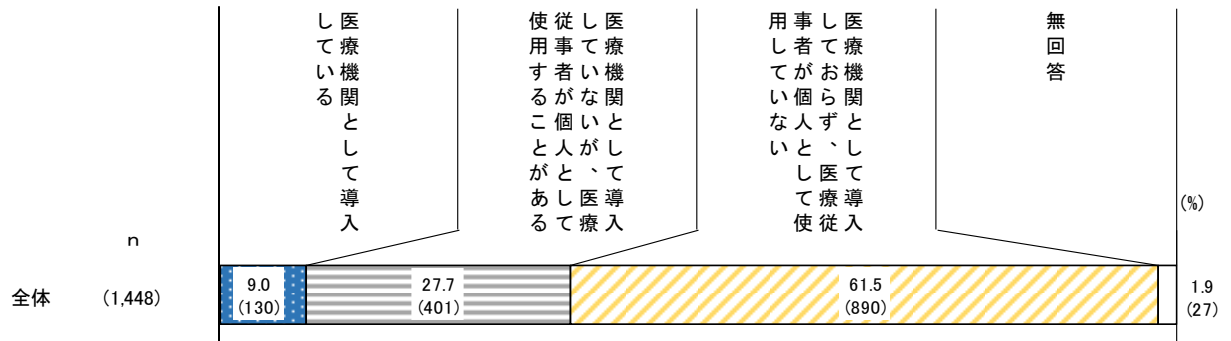 医療機関として導入
している
医療機関として導入
していないが、医療
従事者が個人として
使用することがある
医療機関として導入
しておらず、医療従
事者が個人として使
用していない
無回答
(%)
n
全体
(1,448)
9.0
(130)
27.7
(401)
61.5
(890)
1.9
(27)